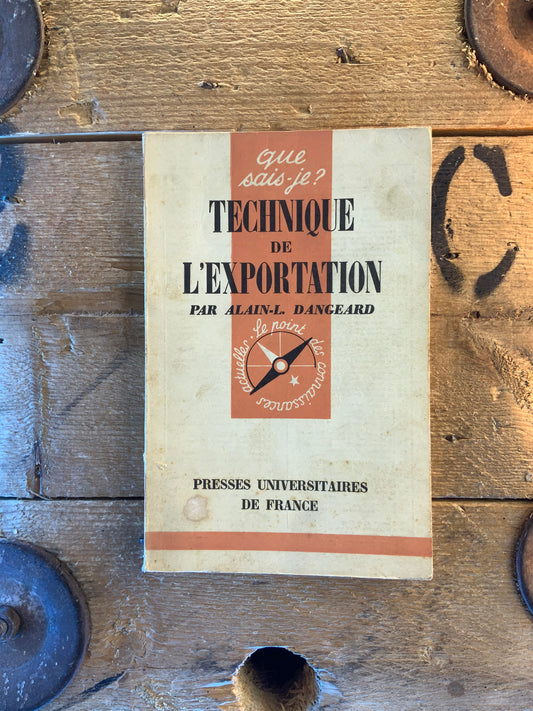 que
sais-je?
TECHNIQUE
DE
L'EXPORTATION
PAR ALAIN-L. DANGEARD
Le point des connaissances actuelles.
PRESSES UNIVERSITAIRES
DE FRANCE
C